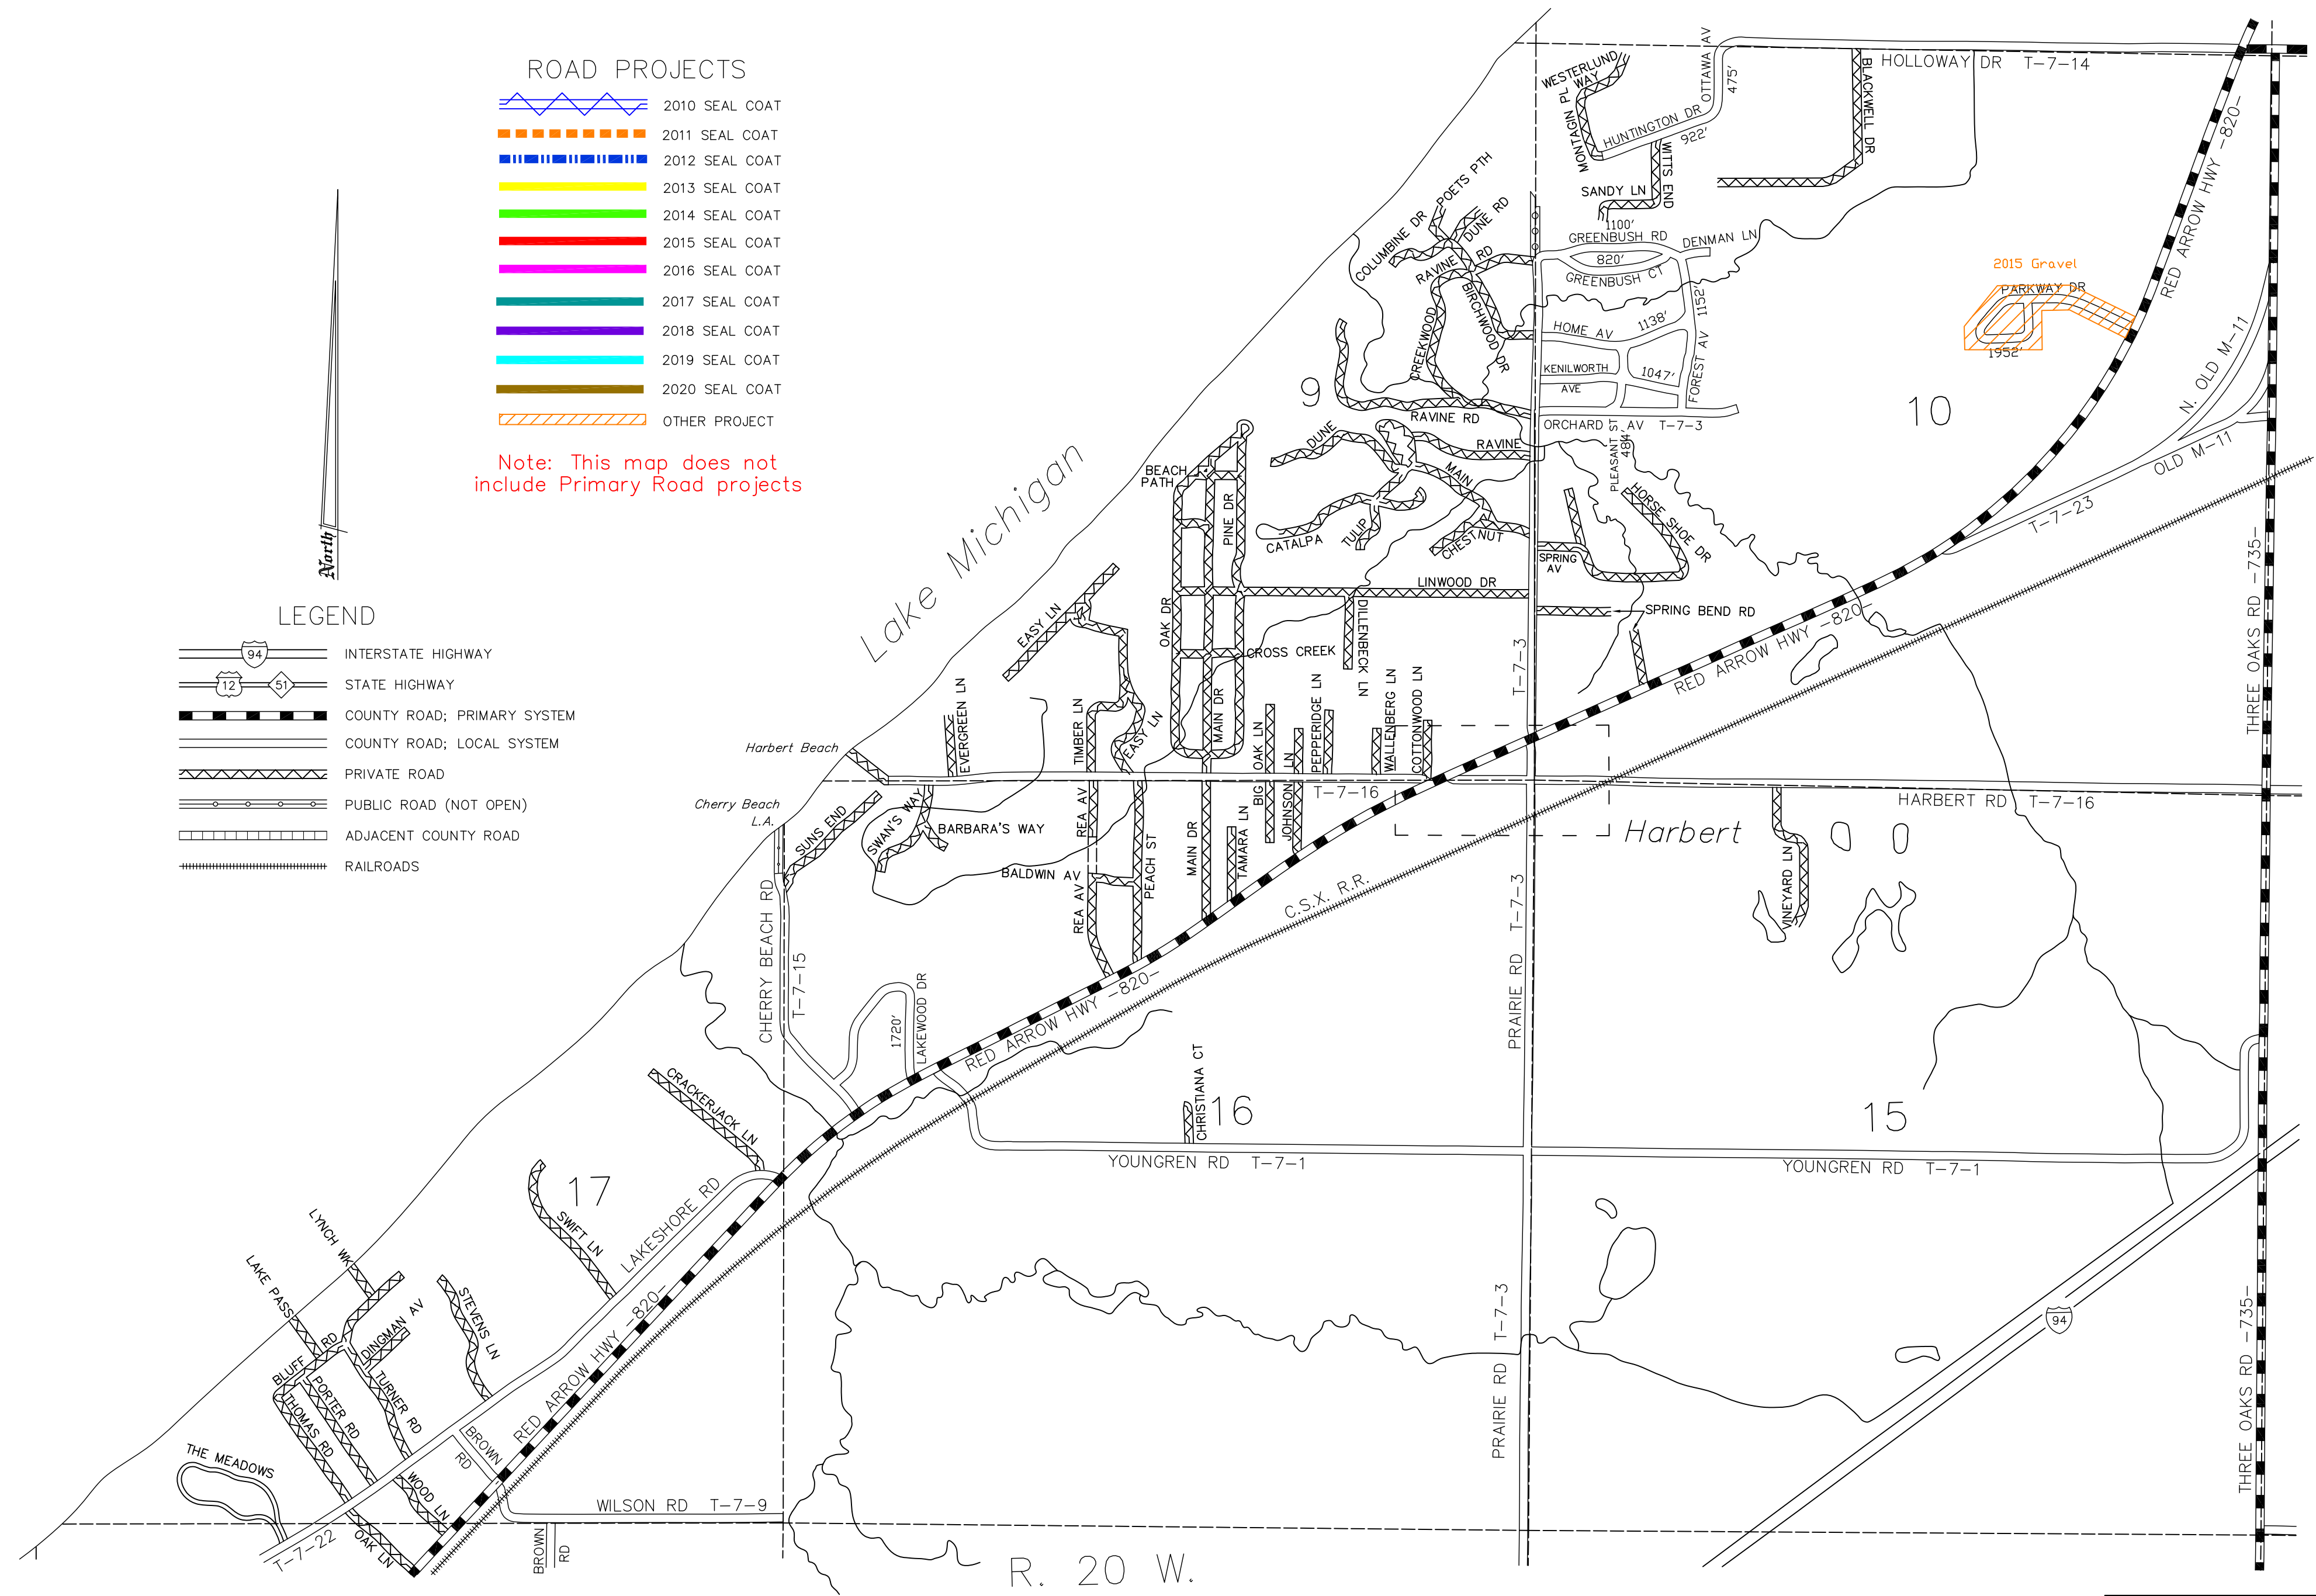 ROAD PROJECTS
2010 SEAL COAT
2011 SEAL COAT
2012 SEAL COAT
2013 SEAL COAT
2014 SEAL COAT
2015 SEAL COAT
2016 SEAL COAT
2017 SEAL COAT
2018 SEAL COAT
2019 SEAL COAT
2020 SEAL COAT
OTHER PROJECT
Note: This map does not
include Primary Road projects
North
LEGEND
94
INTERSTATE HIGHWAY
12
51
STATE HIGHWAY
COUNTY ROAD; PRIMARY SYSTEM
COUNTY ROAD; LOCAL SYSTEM
PRIVATE ROAD
PUBLIC ROAD (NOT OPEN)
ADJACENT COUNTY ROAD
RAILROADS
Lake Michigan
WESTERLUND
WAY
MONTAGIN PL
OTTAWA AV
475'
HUNTINGTON DR
922'
HOLLOWAY DR T-7-14
BLACKWELL DR
WITTS END
SANDY LN
1100'
GREENBUSH RD
DENMAN LN
820'
GREENBUSH CT
1152'
HOME AV
1138'
KENILWORTH
AVE
1047'
FOREST AV
ORCHARD AV T-7-3
PLEASANT ST
484'
POETS PTH
COLUMBINE DR
DUNE RD
RAVINE RD
BIRCHWOOD DR
CREEKWOOD
RAVINE RD
9
10
2015 Gravel
PARKWAY DR
1952'
RED ARROW HWY -820-
N. OLD M-11
OLD M-11
T-7-23
THREE OAKS RD -735-
DUNE
RAVINE
MAIN
CATALPA
TULIP
CHESTNUT
HORSE SHOE DR
SPRING
AV
SPRING BEND RD
BEACH
PATH
PINE DR
LINWOOD DR
OAK DR
CROSS CREEK
DILLENBECK LN
T-7-3
RED ARROW HWY -820-
EASY LN
EVERGREEN LN
TIMBER LN
EASY LN
MAIN DR
BIG OAK LN
JOHNSON LN
PEPPERIDGE LN
WALLENBERG LN
COTTONWOOD LN
Harbert Beach
Cherry Beach
L.A.
T-7-16
HARBERT RD T-7-16
Harbert
SUNS END
SWAN'S WAY
BARBARA'S WAY
REA AV
BALDWIN AV
REA AV
PEACH ST
MAIN DR
TAMARA LN
VINEYARD LN
C.S.X. R.R.
CHERRY BEACH RD
T-7-15
1720'
LAKEWOOD DR
RED ARROW HWY -820-
PRAIRIE RD T-7-3
CHRISTIANA CT
16
15
YOUNGREN RD T-7-1
YOUNGREN RD T-7-1
CRACKERJACK LN
17
SWIFT LN
LAKESHORE RD
LYNCH WK
LAKE PASS
BLUFF RD
DINGMAN AV
STEVENS LN
TURNER RD
PORTER RD
THOMAS RD
THE MEADOWS
RED ARROW HWY -820-
BROWN
RD
WOOD LN
OAK LN
T-7-22
WILSON RD T-7-9
BROWN
RD
PRAIRIE RD T-7-3
94
THREE OAKS RD -735-
R. 20 W.